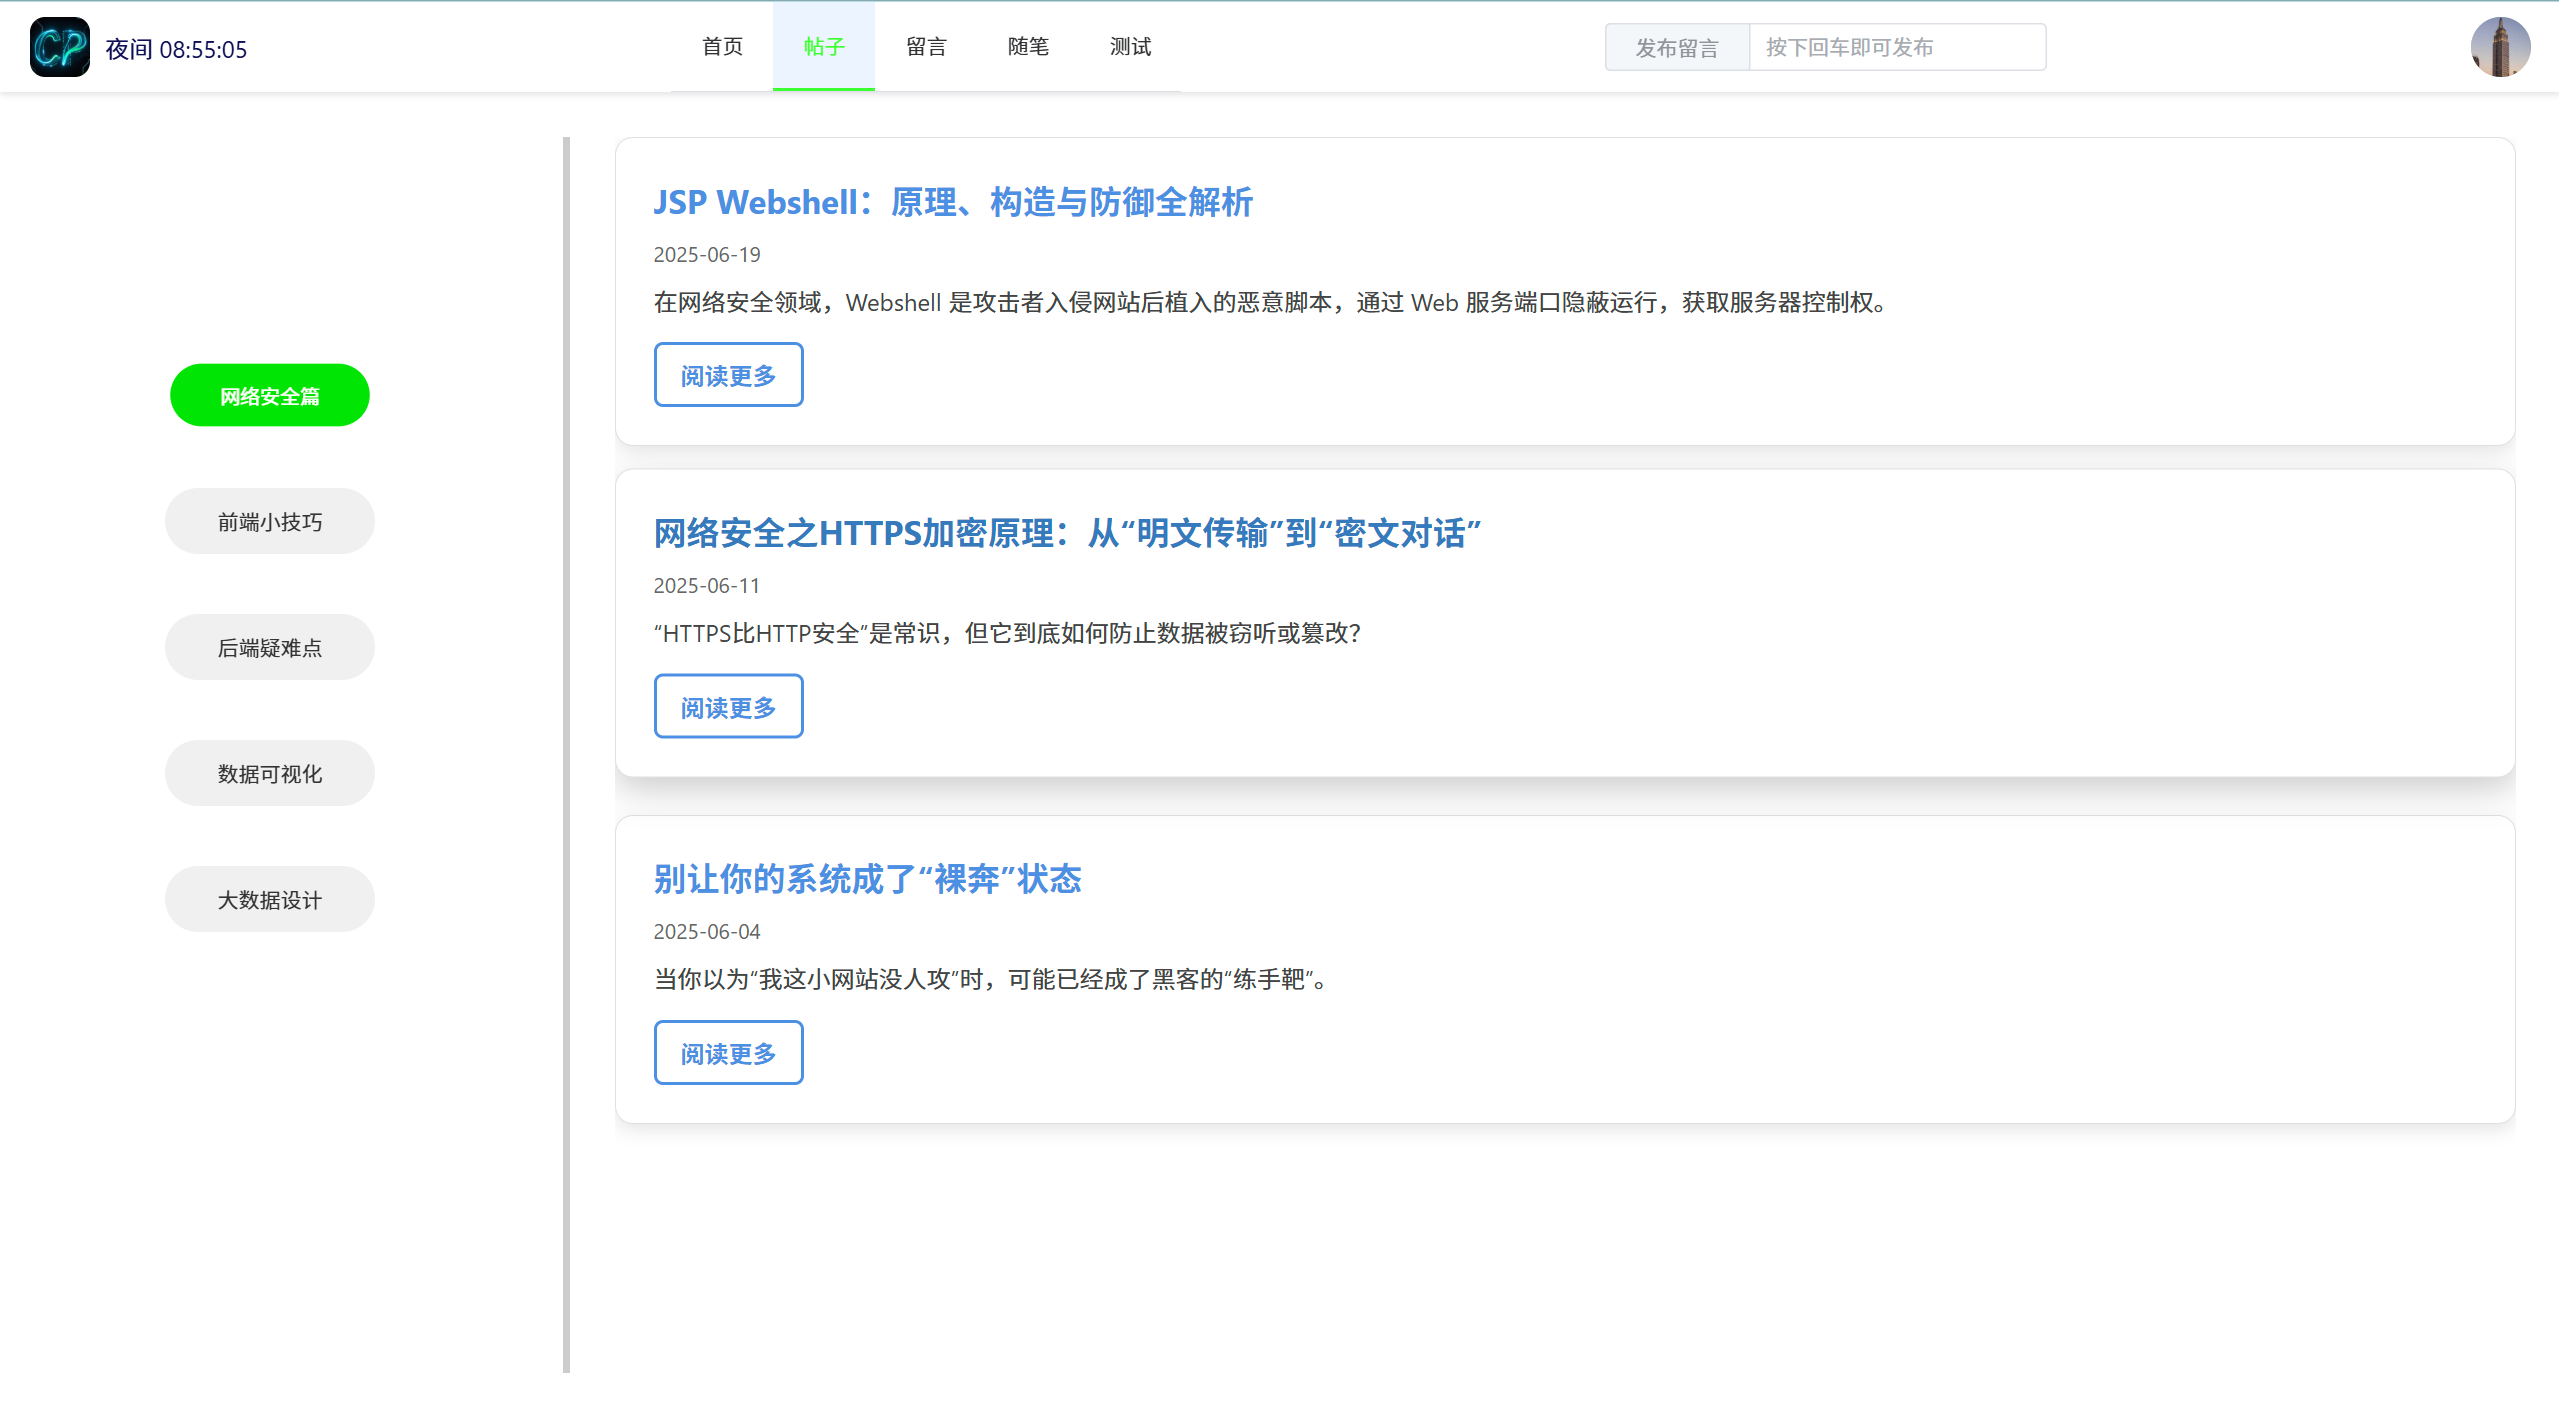 CP
夜间 08:55:05
首页 帖子 留言 随笔 测试
发布留言 按下回车即可发布
网络安全篇
前端小技巧
后端疑难点
数据可视化
大数据设计
JSP Webshell：原理、构造与防御全解析
2025-06-19
在网络安全领域，Webshell 是攻击者入侵网站后植入的恶意脚本，通过 Web 服务端口隐蔽运行，获取服务器控制权。
阅读更多
网络安全之HTTPS加密原理：从“明文传输”到“密文对话”
2025-06-11
“HTTPS比HTTP安全”是常识，但它到底如何防止数据被窃听或篡改？
阅读更多
别让你的系统成了“裸奔”状态
2025-06-04
当你以为“我这小网站没人攻”时，可能已经成了黑客的“练手靶”。
阅读更多